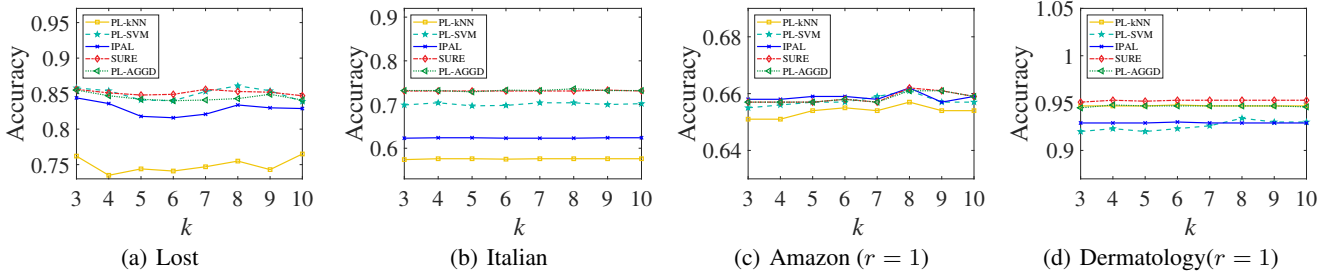 0.95
0.9
0.85
0.8
0.75
Accuracy
PL-kNN
PL-SVM
IPAL
SURE
PL-AGGD
3 4 5 6 7 8 9 10
k
(a) Lost
0.9
0.8
0.7
0.6
Accuracy
PL-kNN
PL-SVM
IPAL
SURE
PL-AGGD
3 4 5 6 7 8 9 10
k
(b) Italian
0.68
0.66
0.64
Accuracy
PL-kNN
PL-SVM
IPAL
SURE
PL-AGGD
3 4 5 6 7 8 9 10
k
(c) Amazon (r = 1)
1.05
1
0.95
0.9
Accuracy
PL-kNN
PL-SVM
IPAL
SURE
PL-AGGD
3 4 5 6 7 8 9 10
k
(d) Dermatology(r = 1)